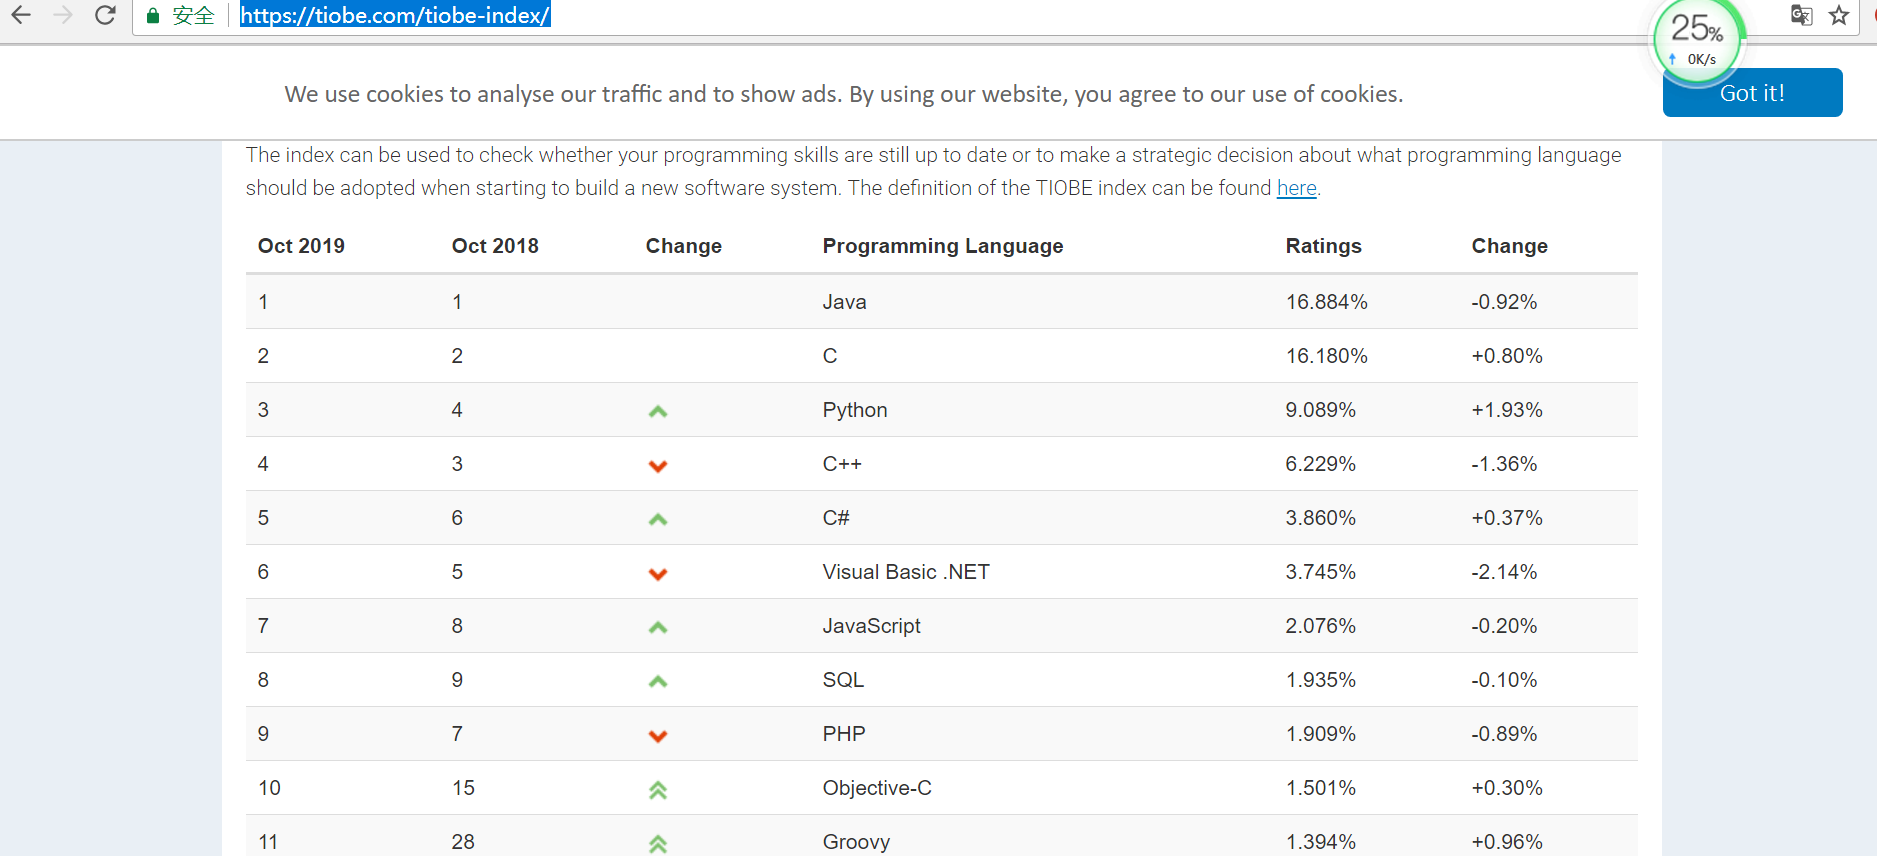 安全 https://tiobe.com/tiobe-index/
25%
0K/s
We use cookies to analyse our traffic and to show ads. By using our website, you agree to our use of cookies.
Got it!
The index can be used to check whether your programming skills are still up to date or to make a strategic decision about what programming language
should be adopted when starting to build a new software system. The definition of the TIOBE index can be found here.
Oct 2019 Oct 2018 Change Programming Language Ratings Change
1 1 Java 16.884% -0.92%
2 2 C 16.180% +0.80%
3 4 Python 9.089% +1.93%
4 3 C++ 6.229% -1.36%
5 6 C# 3.860% +0.37%
6 5 Visual Basic .NET 3.745% -2.14%
7 8 JavaScript 2.076% -0.20%
8 9 SQL 1.935% -0.10%
9 7 PHP 1.909% -0.89%
10 15 Objective-C 1.501% +0.30%
11 28 Groovy 1.394% +0.96%